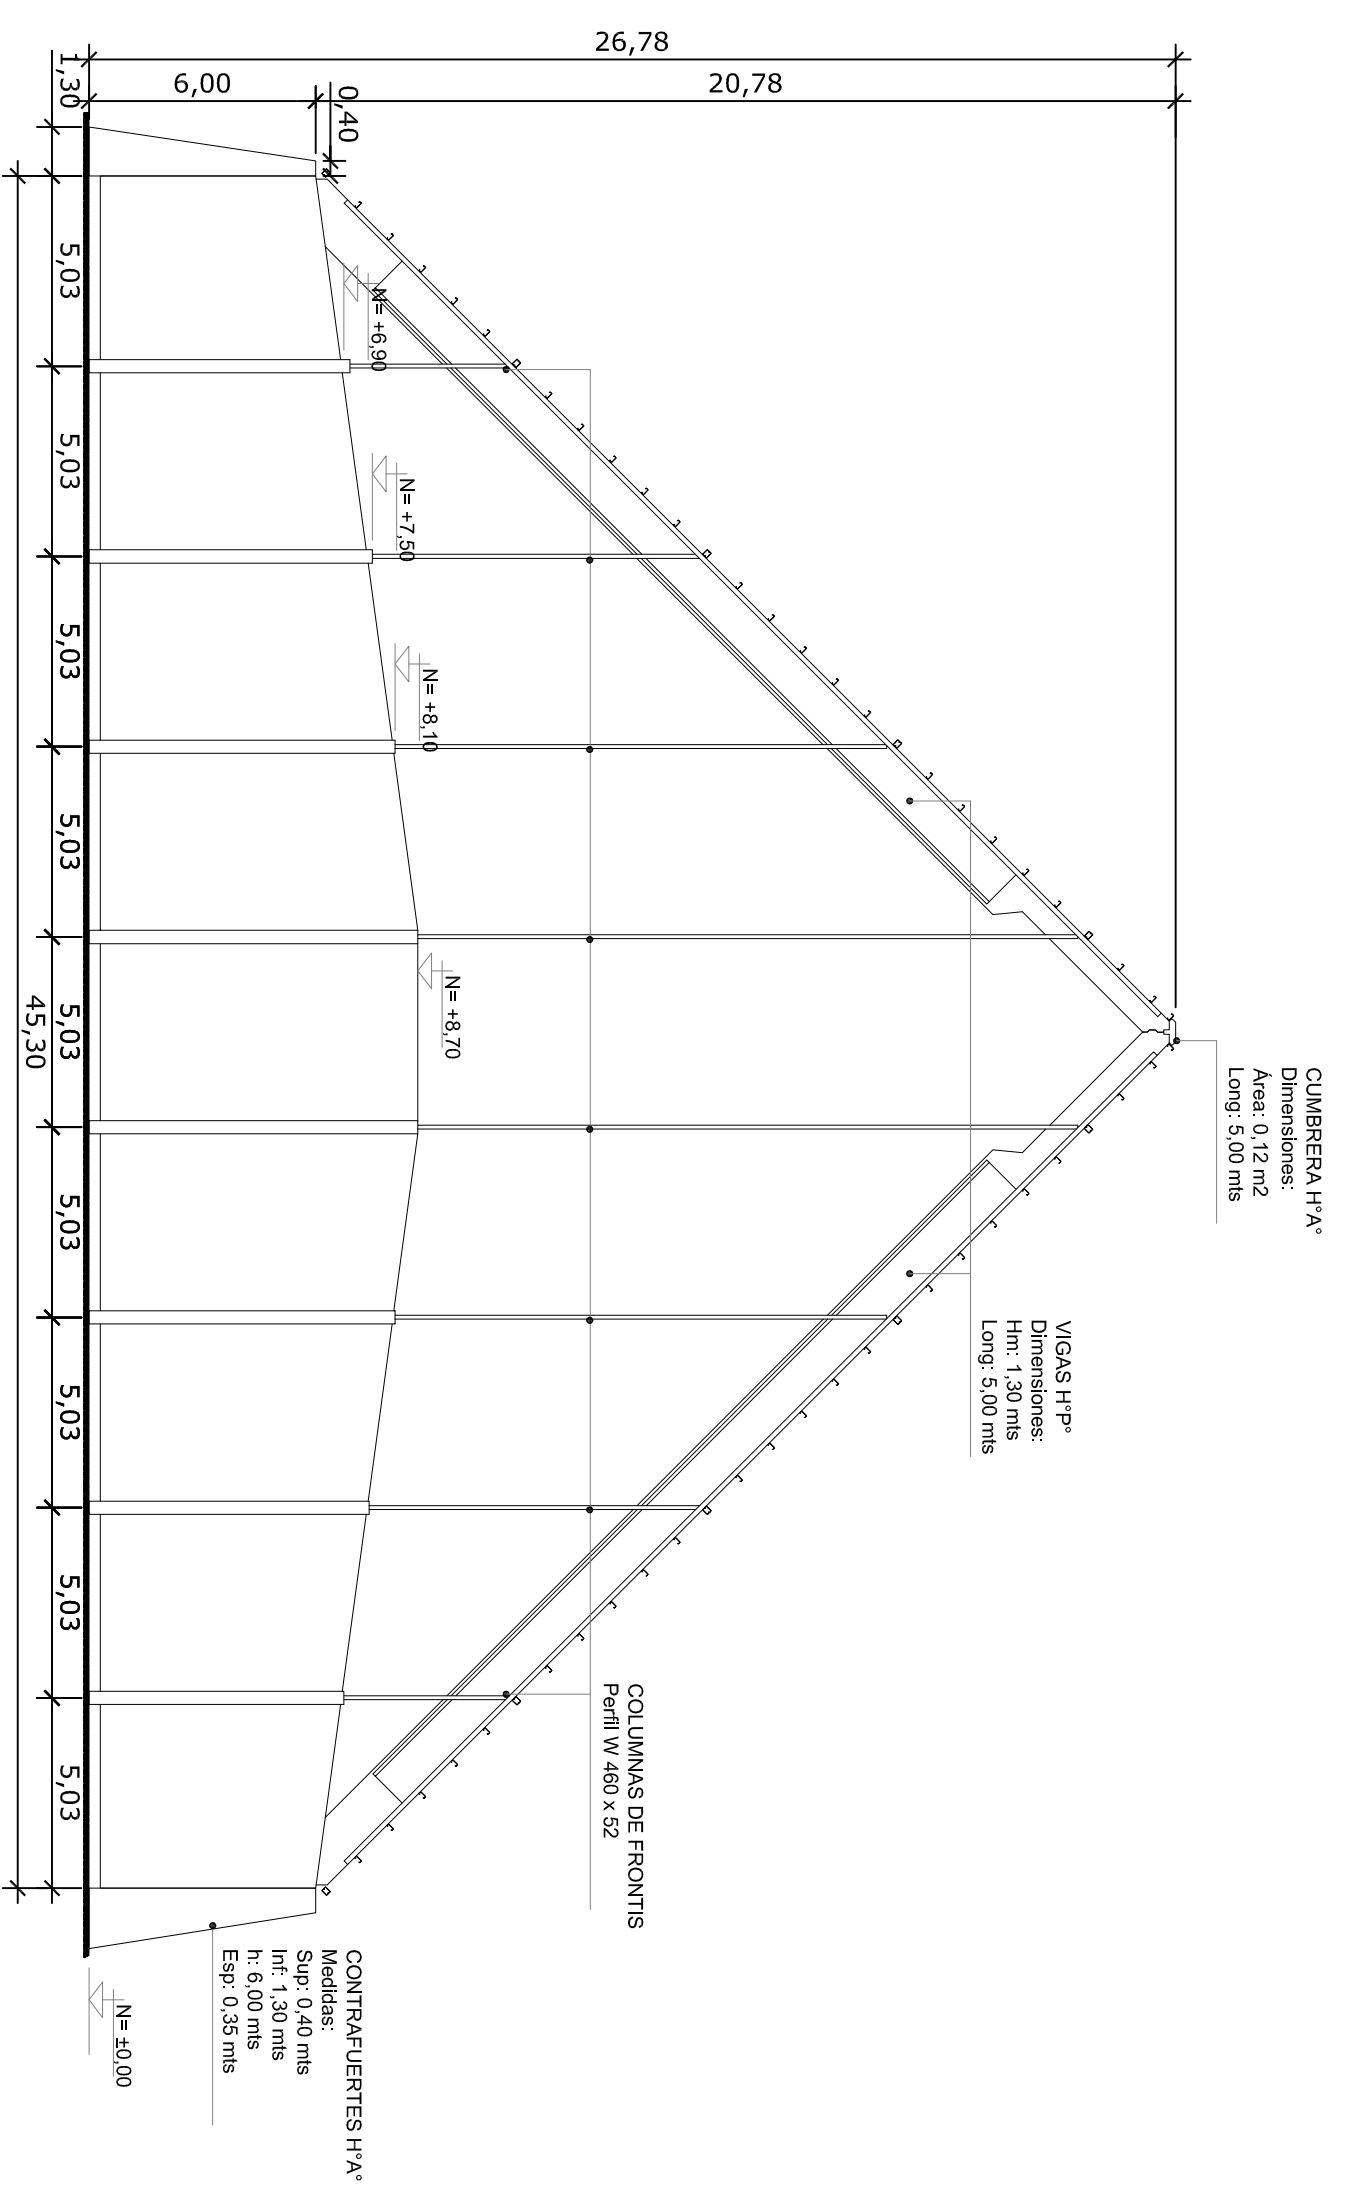 26,78
20,78
6,00
0,40
1,30
5,03
5,03
5,03
5,03
5,03
5,03
5,03
5,03
5,03
45,30
N= +6,90
N= +7,50
N= +8,10
N= +8,70
N= ±0,00
CUMBRERA H°A°
Dimensiones:
Área: 0,12 m2
Long: 5,00 mts
VIGAS H°P°
Dimensiones:
Hm: 1,30 mts
Long: 5,00 mts
COLUMNAS DE FRONTIS
Perfil W 460 x 52
CONTRAFUERTES H°A°
Medidas:
Sup: 0,40 mts
Inf: 1,30 mts
h: 6,00 mts
Esp: 0,35 mts